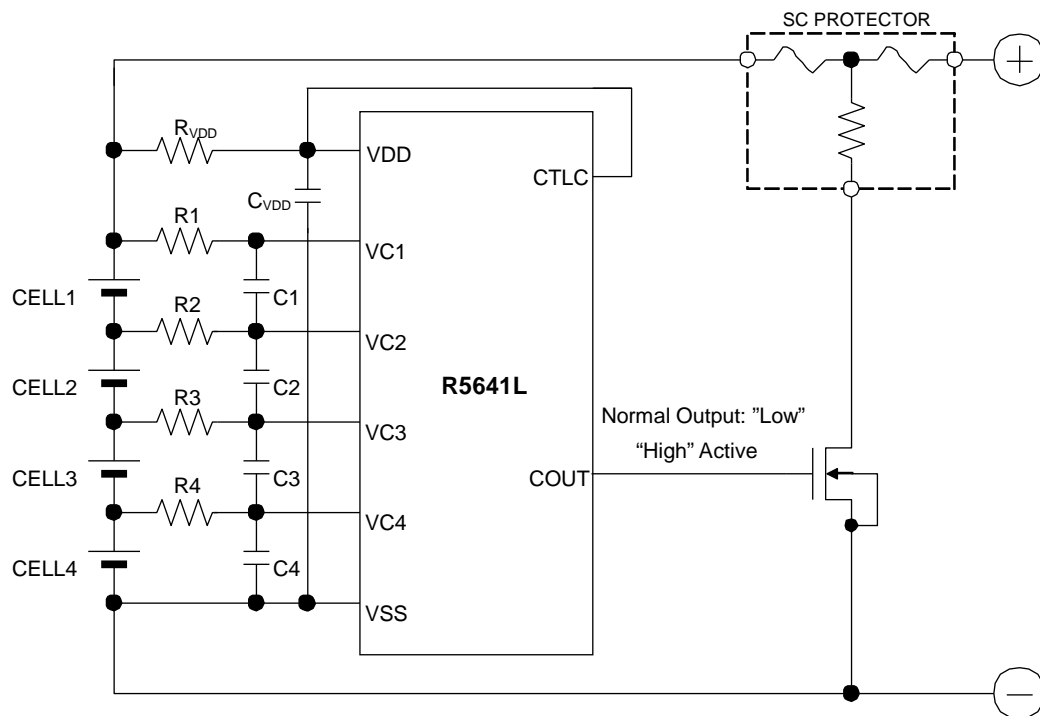 SC PROTECTOR
+
RVDD
VDD
CTLC
CVDD
R1
VC1
CELL1
C1
R2
VC2
CELL2
C2
R5641L
R3
VC3
Normal Output: ”Low”
“High” Active
CELL3
C3
COUT
R4
VC4
CELL4
C4
VSS
−